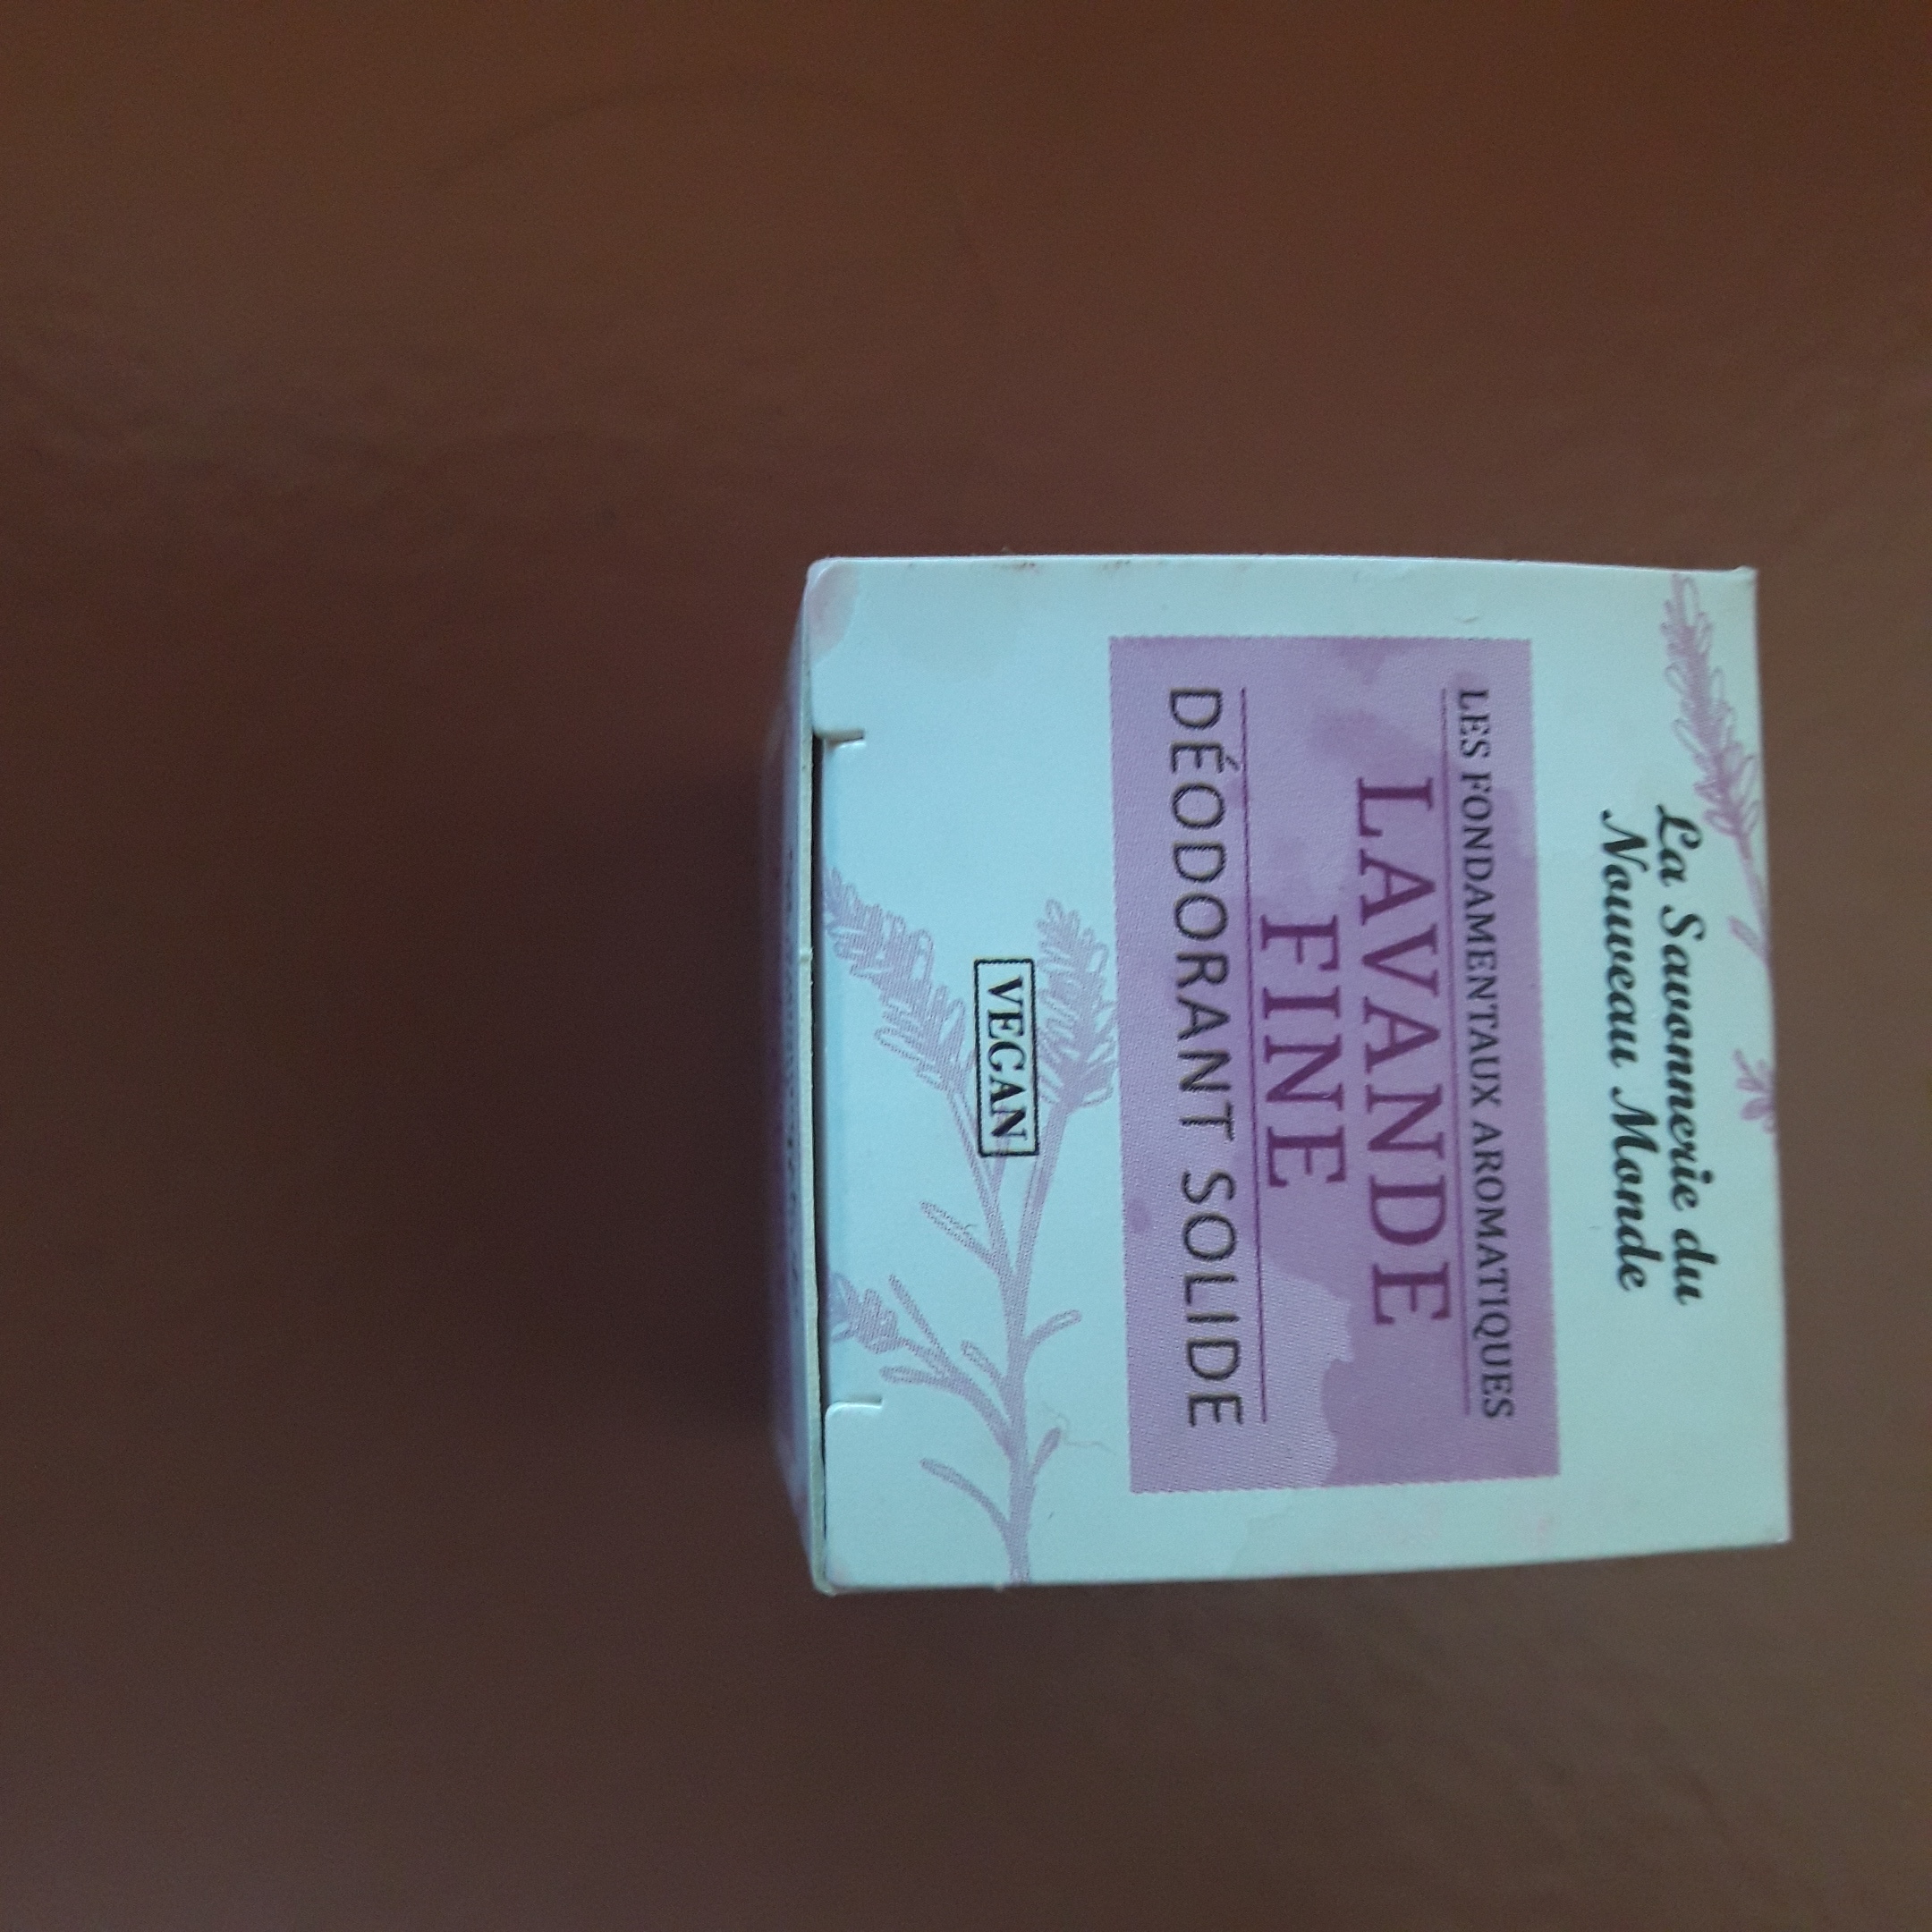 La Savonnerie du
Nouveau Monde
LES FONDAMENTAUX AROMATIQUES
LAVANDE
FINE
DÉODORANT SOLIDE
VEGAN